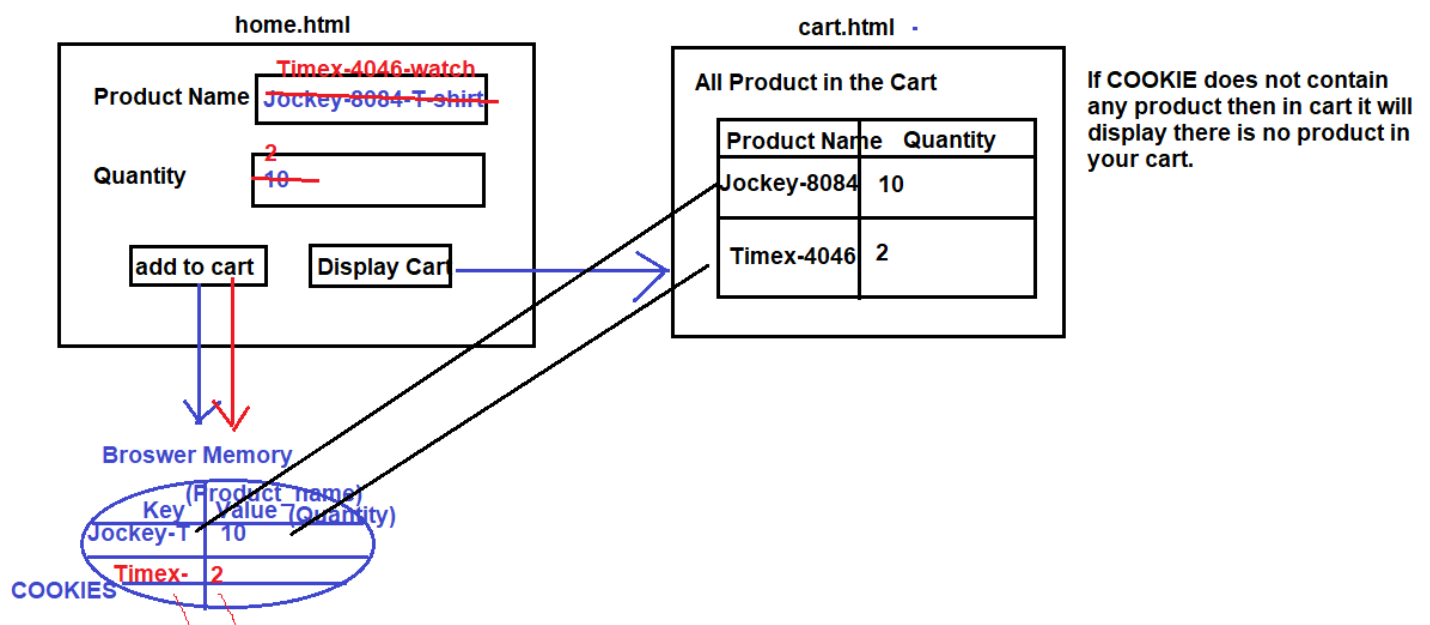 home.html
Timex-4046-watch
Product Name
Jockey-8084-T-shirt
2
Quantity
10
add to cart
Display Cart
Broswer Memory
(Product_name)
Key
Value
(Quantity)
Jockey-T
10
Timex-
2
COOKIES
cart.html
All Product in the Cart
Product Name
Quantity
Jockey-8084
10
Timex-4046
2
If COOKIE does not contain
any product then in cart it will
display there is no product in
your cart.